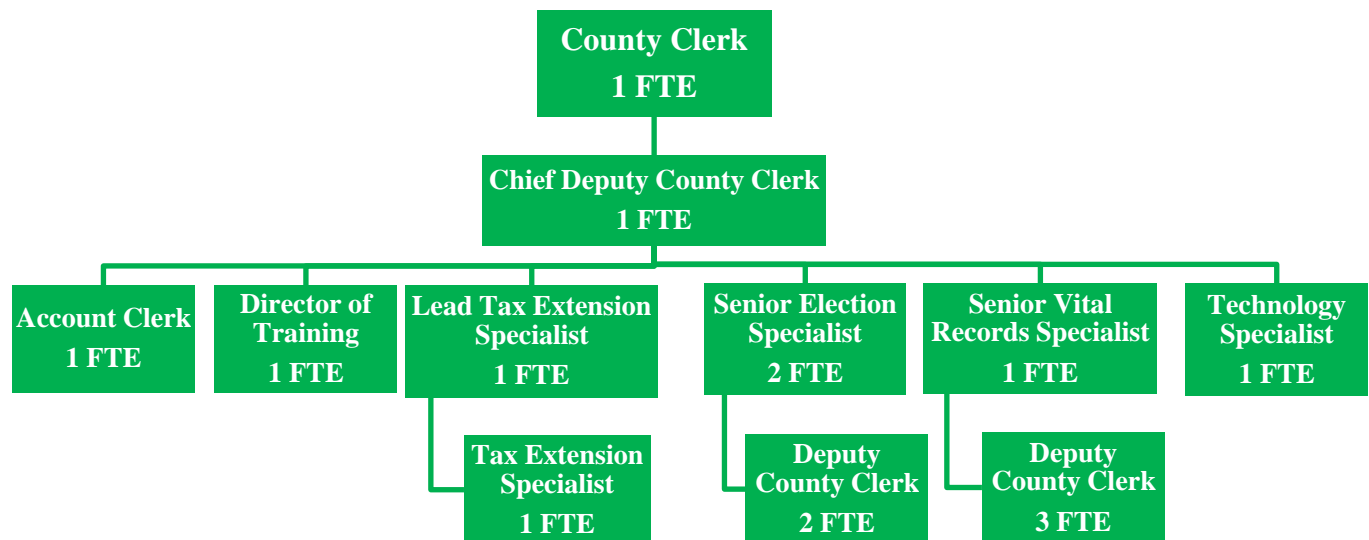 County Clerk
1 FTE
Chief Deputy County Clerk
1 FTE
Account Clerk
1 FTE
Director of
Training
1 FTE
Lead Tax Extension
Specialist
1 FTE
Senior Election
Specialist
2 FTE
Senior Vital
Records Specialist
1 FTE
Technology
Specialist
1 FTE
Tax Extension
Specialist
1 FTE
Deputy
County Clerk
2 FTE
Deputy
County Clerk
3 FTE